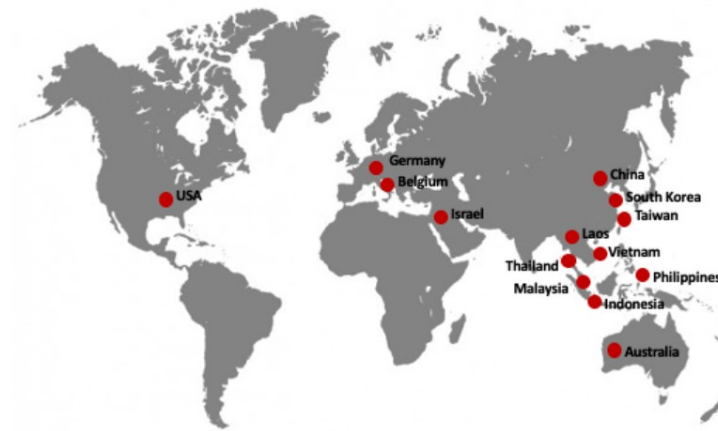 Germany
Belgium
China
USA
South Korea
Israel
Taiwan
Laos
Vietnam
Thailand
Philippines
Malaysia
Indonesia
Australia